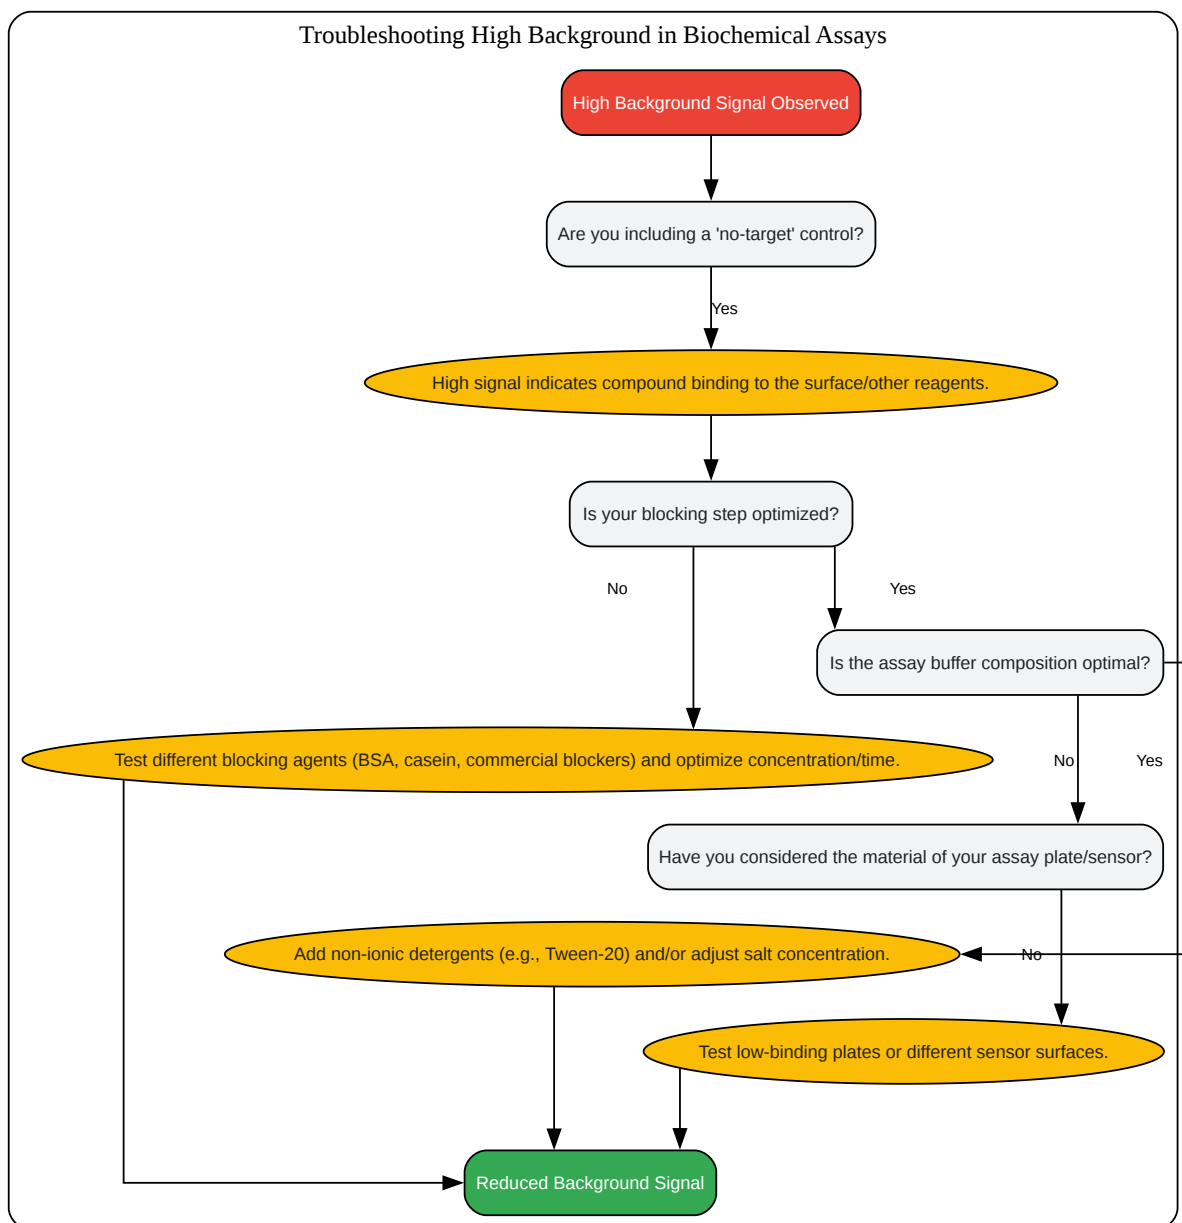 Troubleshooting High Background in Biochemical Assays
High Background Signal Observed
Are you including a 'no-target' control?
Yes
High signal indicates compound binding to the surface/other reagents.
Is your blocking step optimized?
No
Yes
Is the assay buffer composition optimal?
Test different blocking agents (BSA, casein, commercial blockers) and optimize concentration/time.
No
Yes
Have you considered the material of your assay plate/sensor?
Add non-ionic detergents (e.g., Tween-20) and/or adjust salt concentration.
No
Test low-binding plates or different sensor surfaces.
Reduced Background Signal